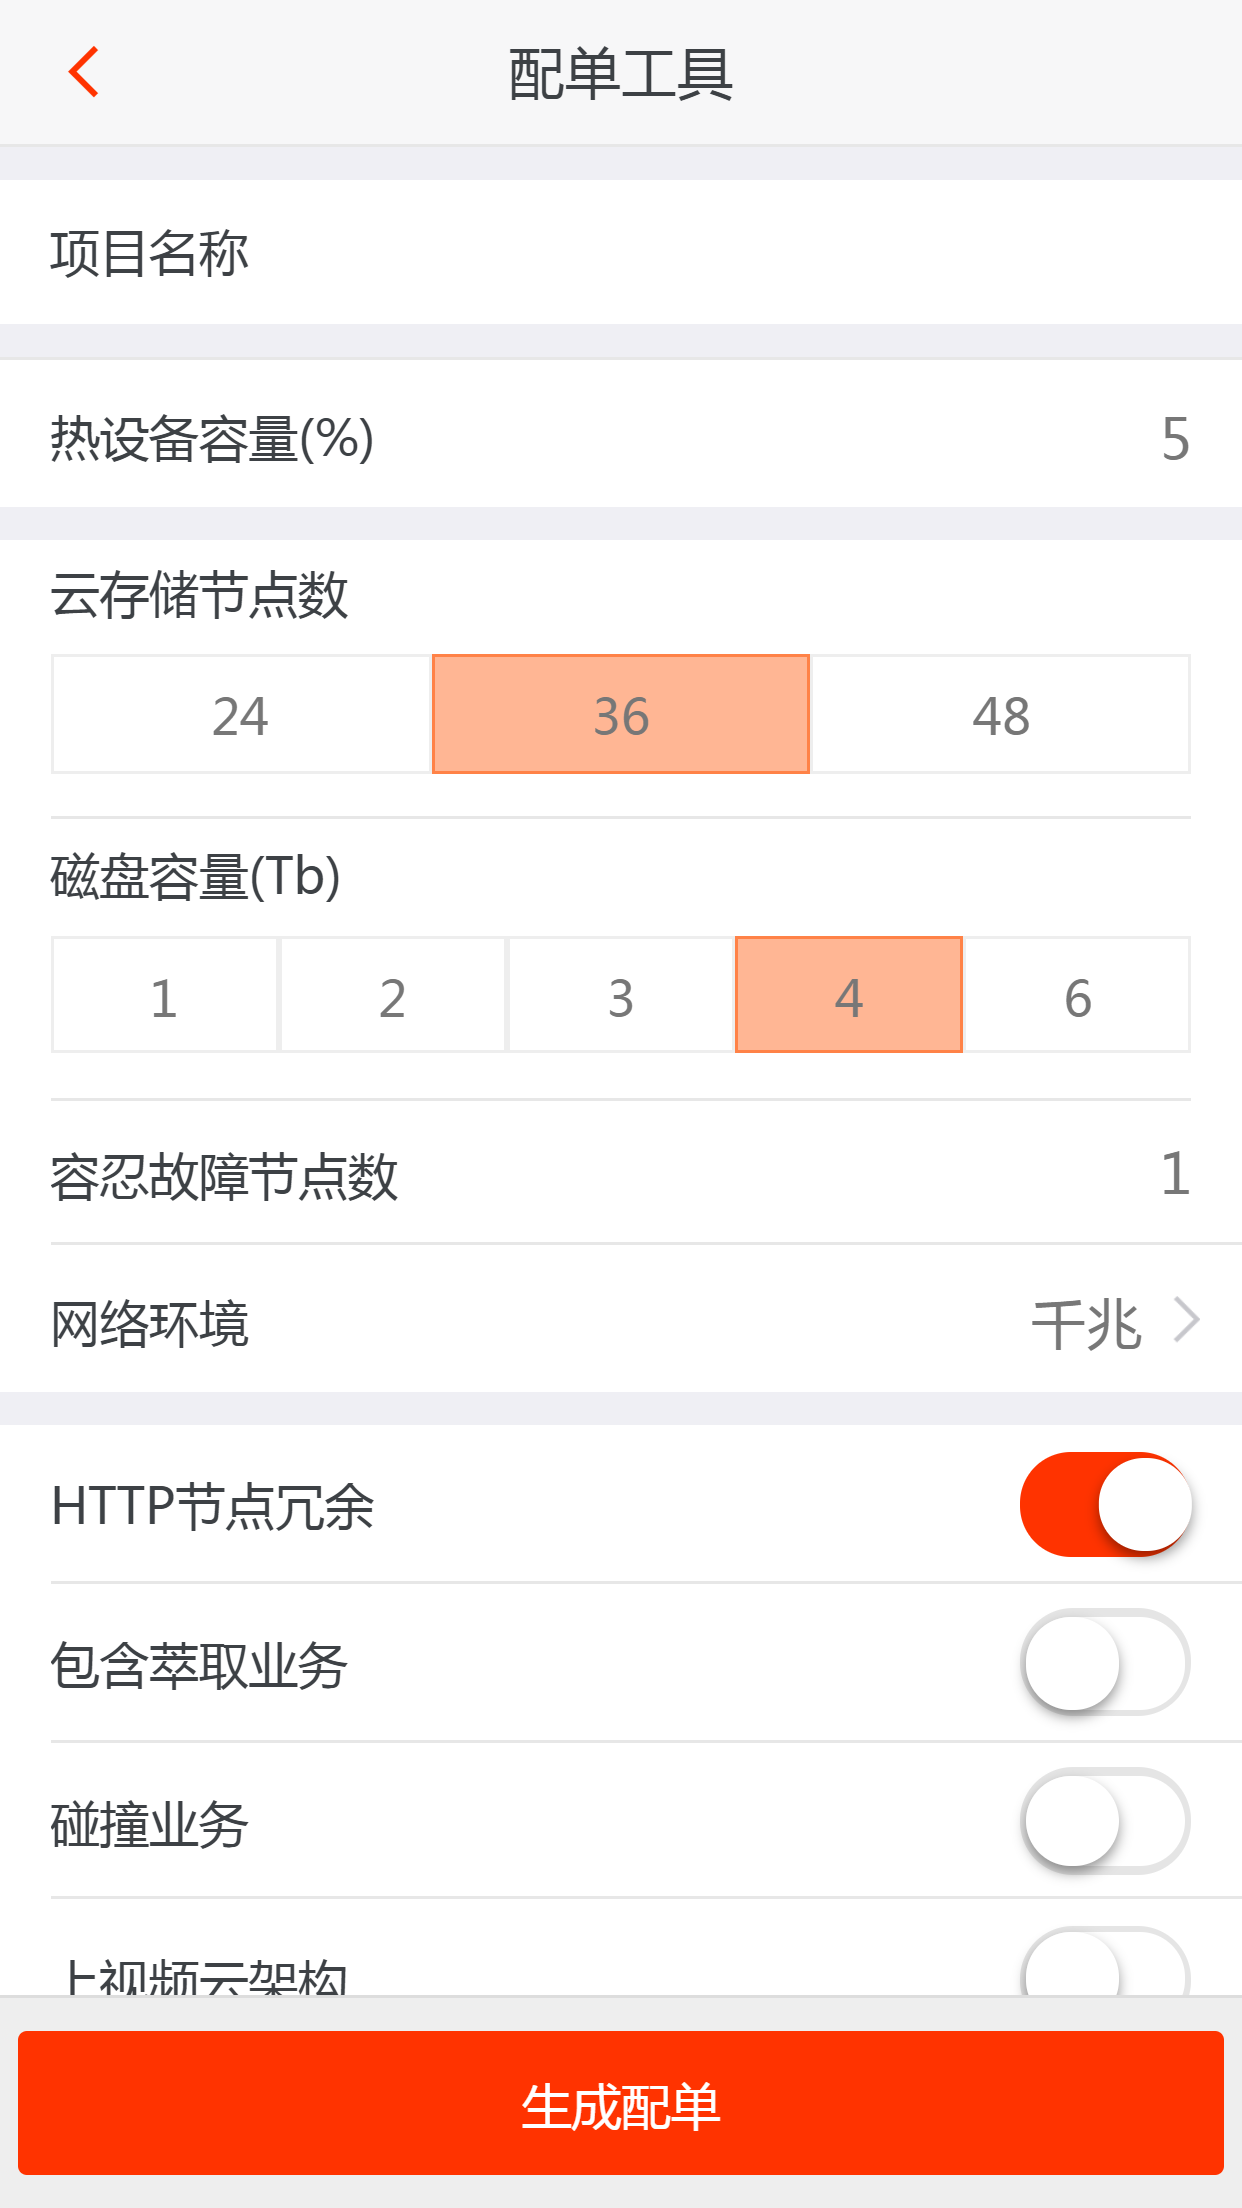 配单工具
项目名称
热设备容量(%) 5
云存储节点数
24 36 48
磁盘容量(Tb)
1 2 3 4 6
容忍故障节点数 1
网络环境 千兆
HTTP节点冗余
包含萃取业务
碰撞业务
上视频云架构
生成配单